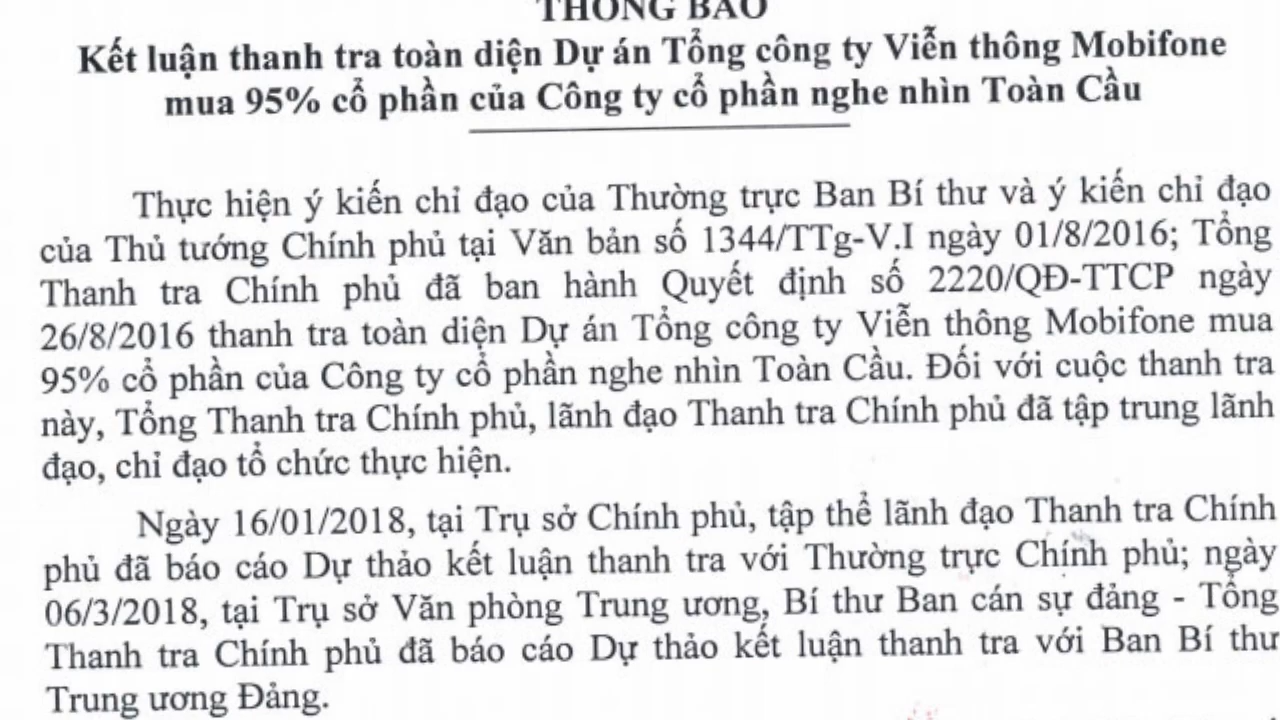 THÔNG BÁO
Kết luận thanh tra toàn diện Dự án Tổng công ty Viễn thông Mobifone
mua 95% cổ phần của Công ty cổ phần nghe nhìn Toàn Cầu
Thực hiện ý kiến chỉ đạo của Thường trực Ban Bí thư và ý kiến chỉ đạo
của Thủ tướng Chính phủ tại Văn bản số 1344/TTg-V.I ngày 01/8/2016; Tổng
Thanh tra Chính phủ đã ban hành Quyết định số 2220/QĐ-TTCP ngày
26/8/2016 thanh tra toàn diện Dự án Tổng công ty Viễn thông Mobifone mua
95% cổ phần của Công ty cổ phần nghe nhìn Toàn Cầu. Đối với cuộc thanh tra
này, Tổng Thanh tra Chính phủ, lãnh đạo Thanh tra Chính phủ đã tập trung lãnh
đạo, chỉ đạo tổ chức thực hiện.
Ngày 16/01/2018, tại Trụ sở Chính phủ, tập thể lãnh đạo Thanh tra Chính
phủ đã báo cáo Dự thảo kết luận thanh tra với Thường trực Chính phủ; ngày
06/3/2018, tại Trụ sở Văn phòng Trung ương, Bí thư Ban cán sự đảng - Tổng
Thanh tra Chính phủ đã báo cáo Dự thảo kết luận thanh tra với Ban Bí thư
Trung ương Đảng.